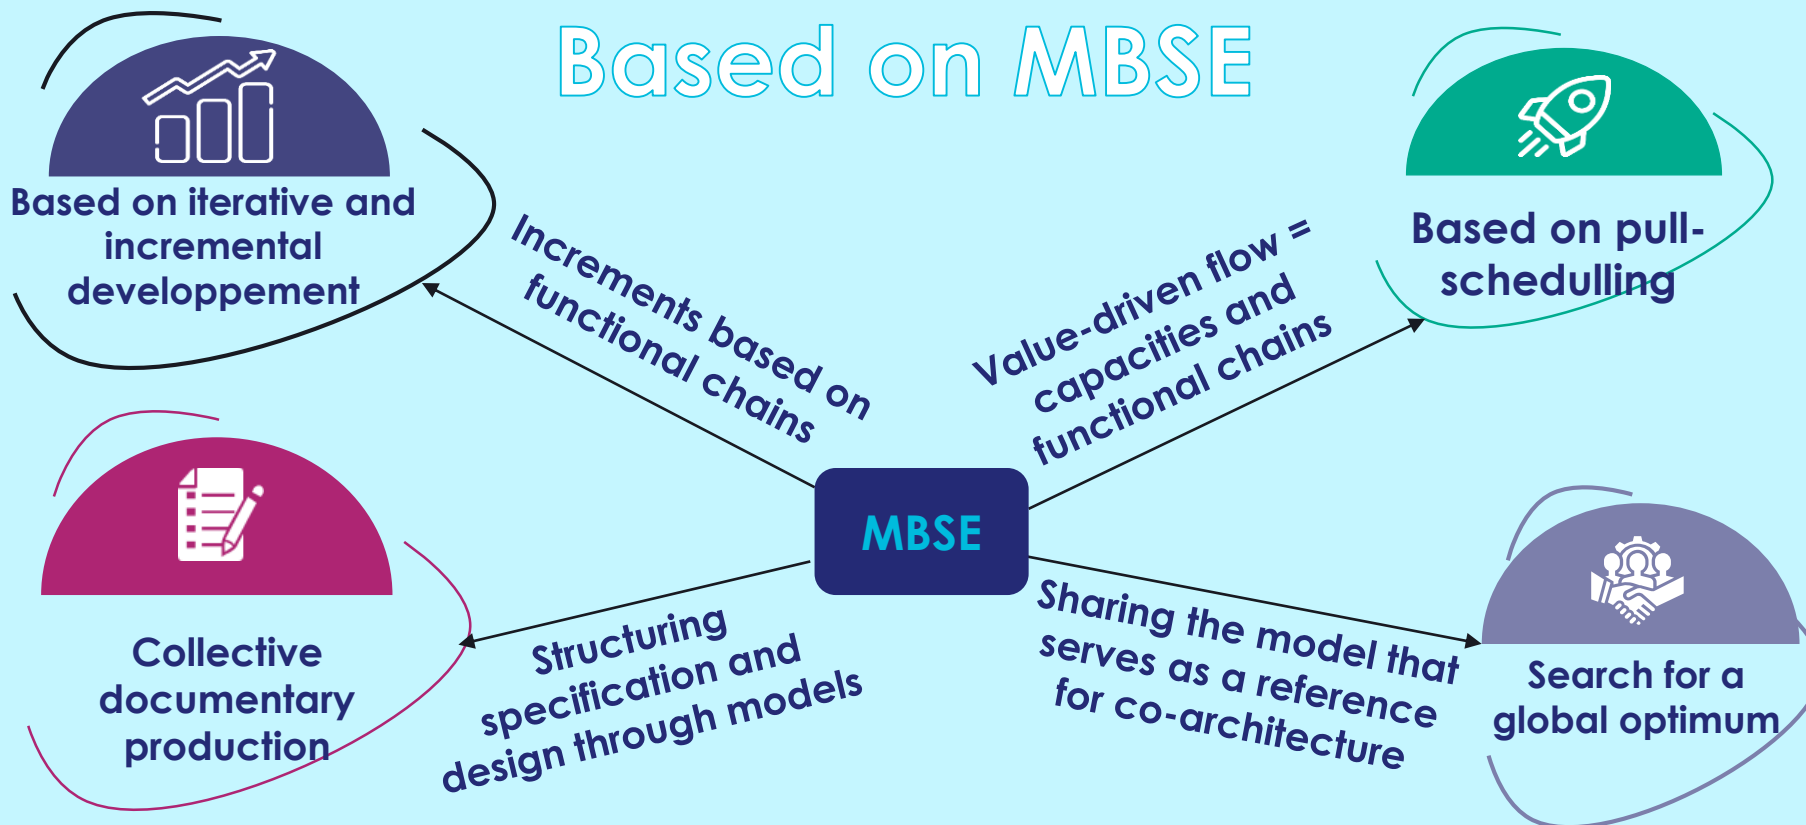 Based on MBSE
Based on iterative and
incremental
developpement
Increments based on
functional chains
Value-driven flow =
capacities and
functional chains
Based on pull-
schedulling
MBSE
Collective
documentary
production
Structuring
specification and
design through models
Sharing the model that
serves as a reference
for co-architecture
Search for a
global optimum